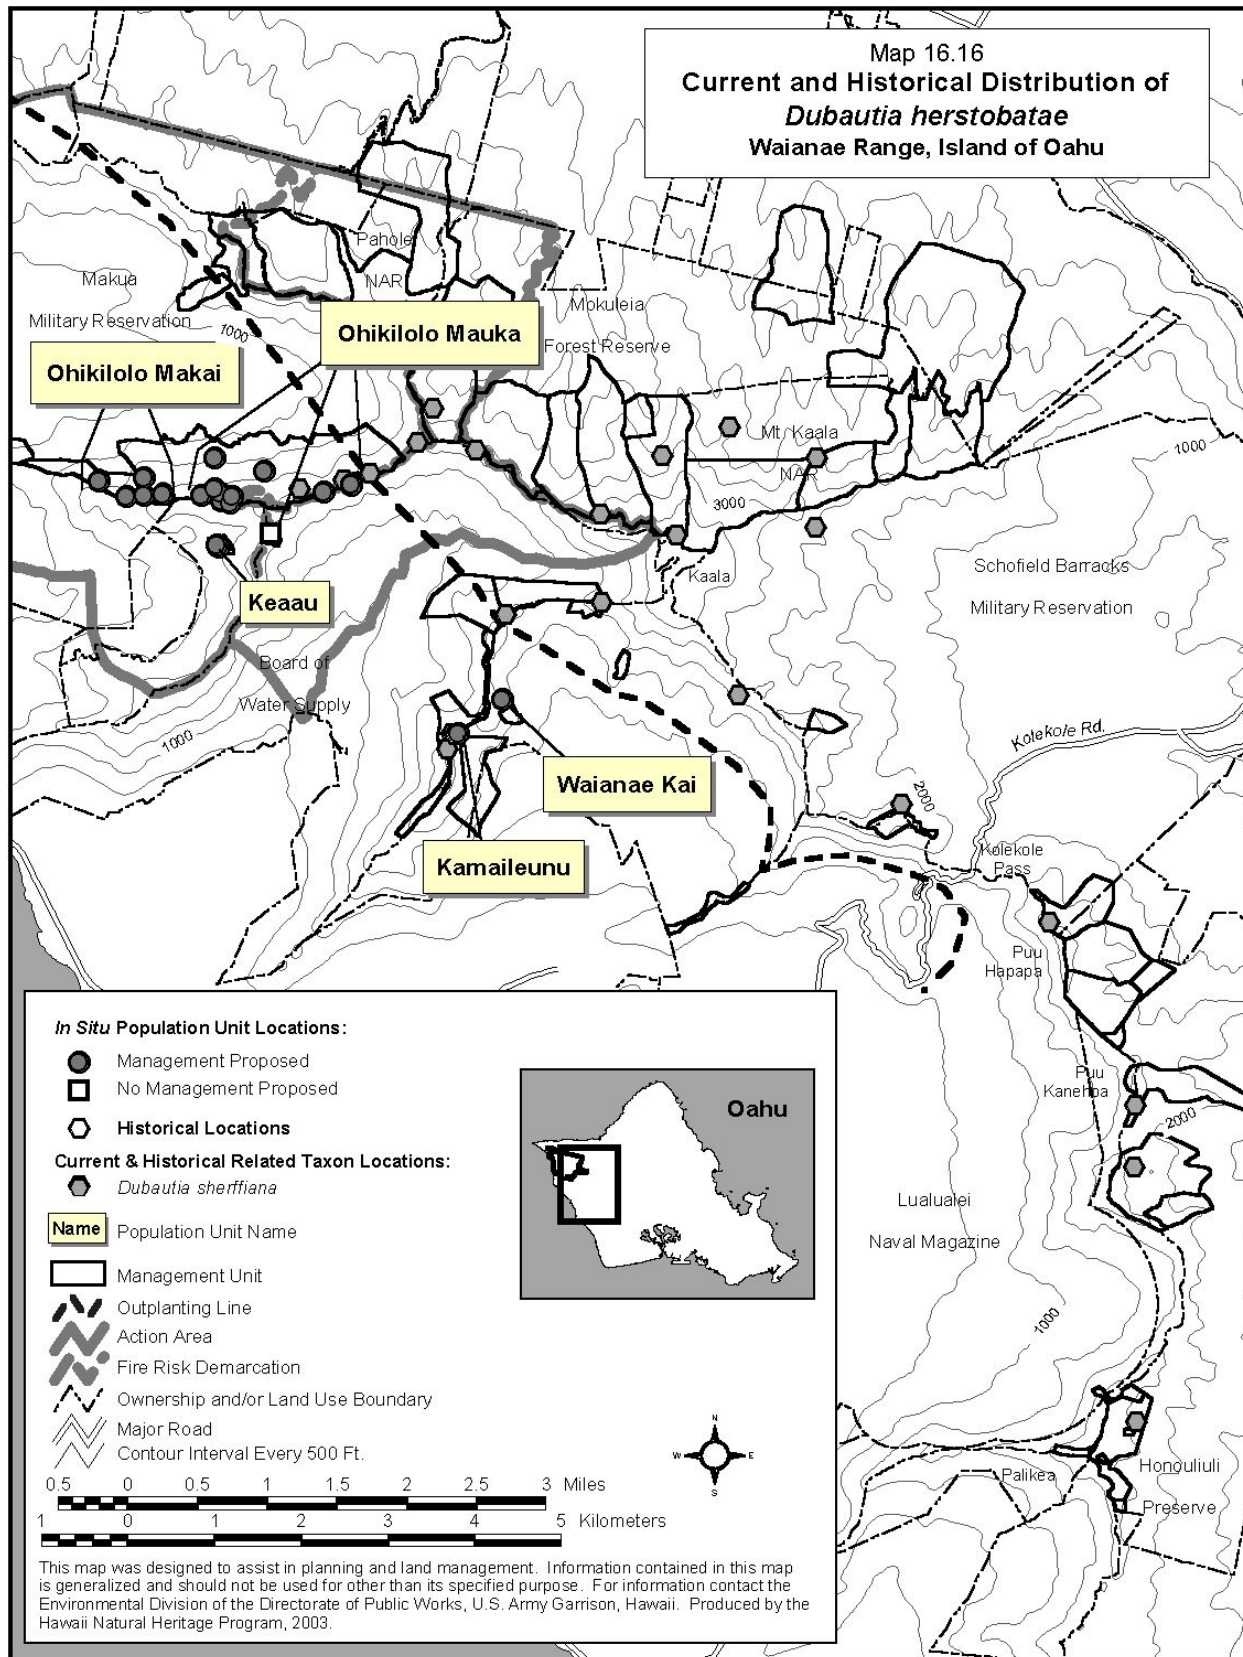 Map 16.16
Current and Historical Distribution of
Dubautia herstobatae
Waianae Range, Island of Oahu
Pahole
NAR
Makua
Military Reservation
1000
Mokuleia
Forest Reserve
Ohikilolo Mauka
Ohikilolo Makai
Mt. Kaala
NAR
1000
3000
Kaala
Schofield Barracks
Military Reservation
Keaau
Board of
Water Supply
1000
Kolekole Rd.
Waianae Kai
Kamaileunu
2000
Kolekole
Pass
Puu
Hapapa
Puu
Kanehoa
2000
Lualualei
Naval Magazine
1000
Palikea
Honouliuli
Preserve
In Situ Population Unit Locations:
Management Proposed
No Management Proposed
Historical Locations
Current & Historical Related Taxon Locations:
Dubautia sherffiana
Name Population Unit Name
Management Unit
Outplanting Line
Action Area
Fire Risk Demarcation
Ownership and/or Land Use Boundary
Major Road
Contour Interval Every 500 Ft.
Oahu
N
W E
S
0.5 0 0.5 1 1.5 2 2.5 3 Miles
1 0 1 2 3 4 5 Kilometers
This map was designed to assist in planning and land management. Information contained in this map
is generalized and should not be used for other than its specified purpose. For information contact the
Environmental Division of the Directorate of Public Works, U.S. Army Garrison, Hawaii. Produced by the
Hawaii Natural Heritage Program, 2003.